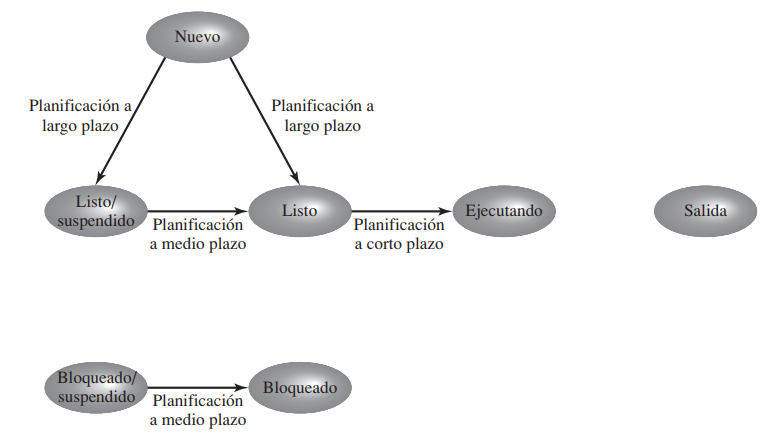 Nuevo
Planificación a
largo plazo
Planificación a
largo plazo
Listo/
suspendido
Planificación
a medio plazo
Listo
Planificación
a corto plazo
Ejecutando
Salida
Bloqueado/
suspendido
Planificación
a medio plazo
Bloqueado